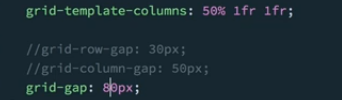 grid-template-columns: 50% 1fr 1fr;
//grid-row-gap: 30px;
//grid-column-gap: 50px;
grid-gap: 80px;